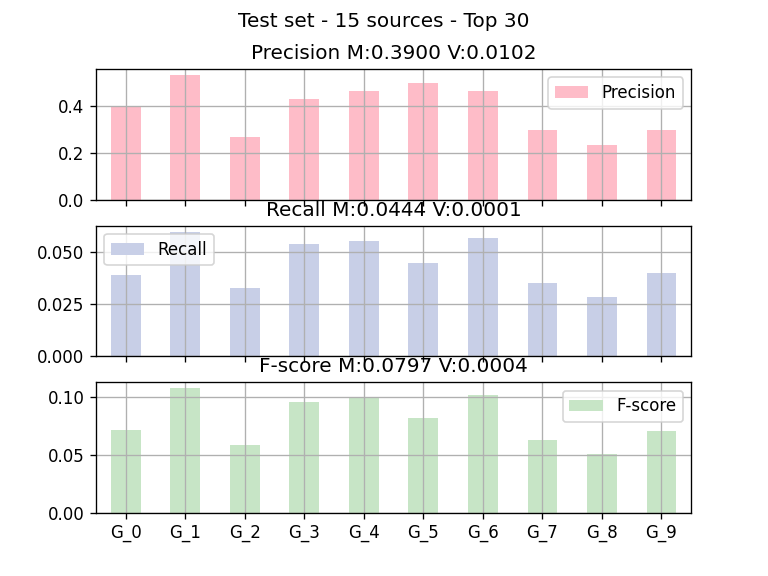 Test set - 15 sources - Top 30
Precision M:0.3900 V:0.0102
0.4
0.2
0.0
Precision
Recall M:0.0444 V:0.0001
0.050
0.025
0.000
Recall
F-score M:0.0797 V:0.0004
0.10
0.05
0.00
F-score
G_0 G_1 G_2 G_3 G_4 G_5 G_6 G_7 G_8 G_9